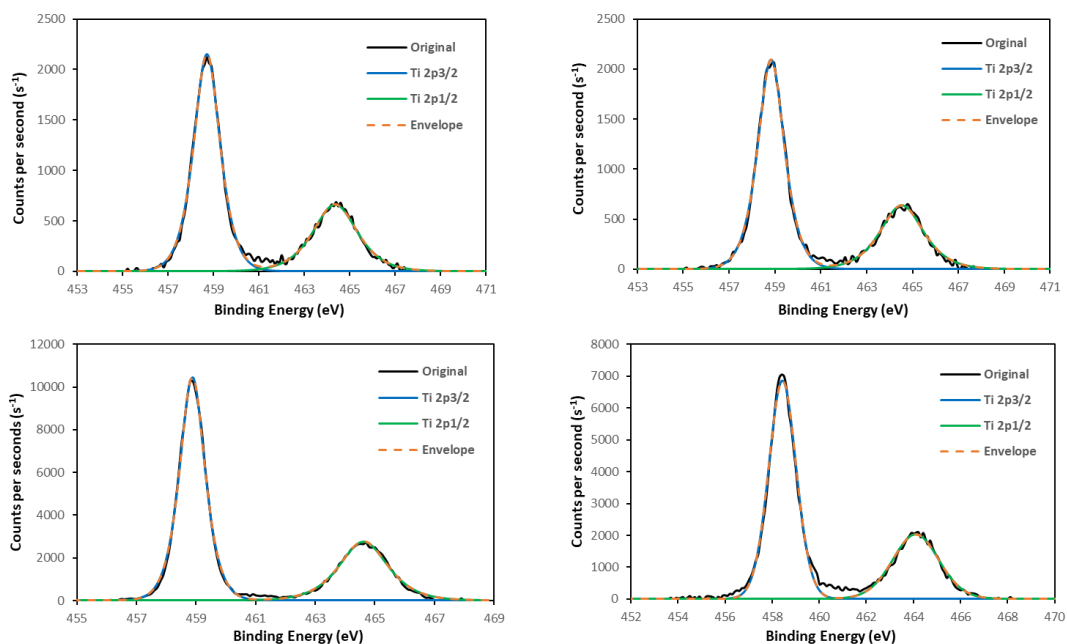 2500
2000
1500
1000
500
0
453 455 457 459 461 463 465 467 469 471
Counts per second (s⁻¹)
Binding Energy (eV)
Original
Ti 2p3/2
Ti 2p1/2
Envelope
2500
2000
1500
1000
500
0
453 455 457 459 461 463 465 467 469 471
Counts per second (s⁻¹)
Binding Energy (eV)
Orginal
Ti 2p3/2
Ti 2p1/2
Envelope
12000
10000
8000
6000
4000
2000
0
455 457 459 461 463 465 467 469
Counts per seconds (s⁻¹)
Binding Energy (eV)
Original
Ti 2p3/2
Ti 2p1/2
Envelope
8000
7000
6000
5000
4000
3000
2000
1000
0
452 454 456 458 460 462 464 466 468 470
Counts per second (s⁻¹)
Binding Energy (eV)
Original
Ti 2p3/2
Ti 2p1/2
Envelope